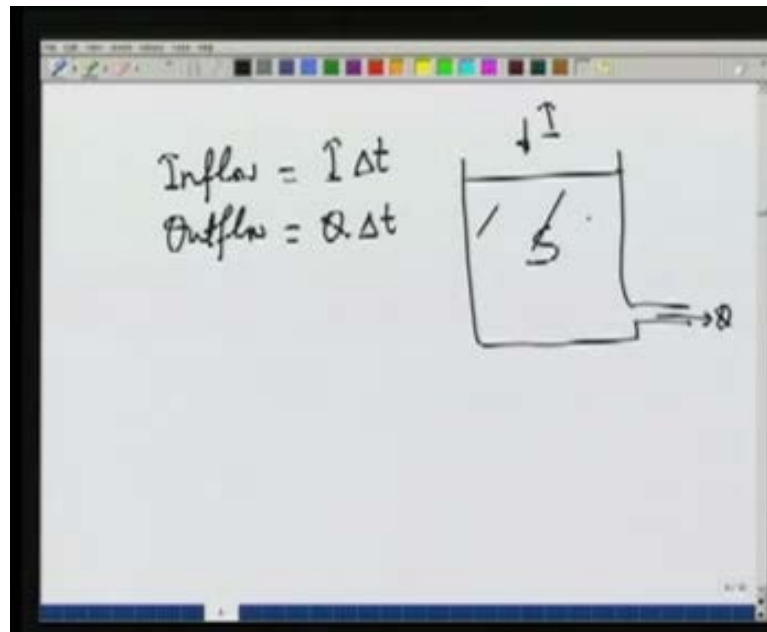 Inflow = I Δt
Outflow = Q Δt
I
S
Q